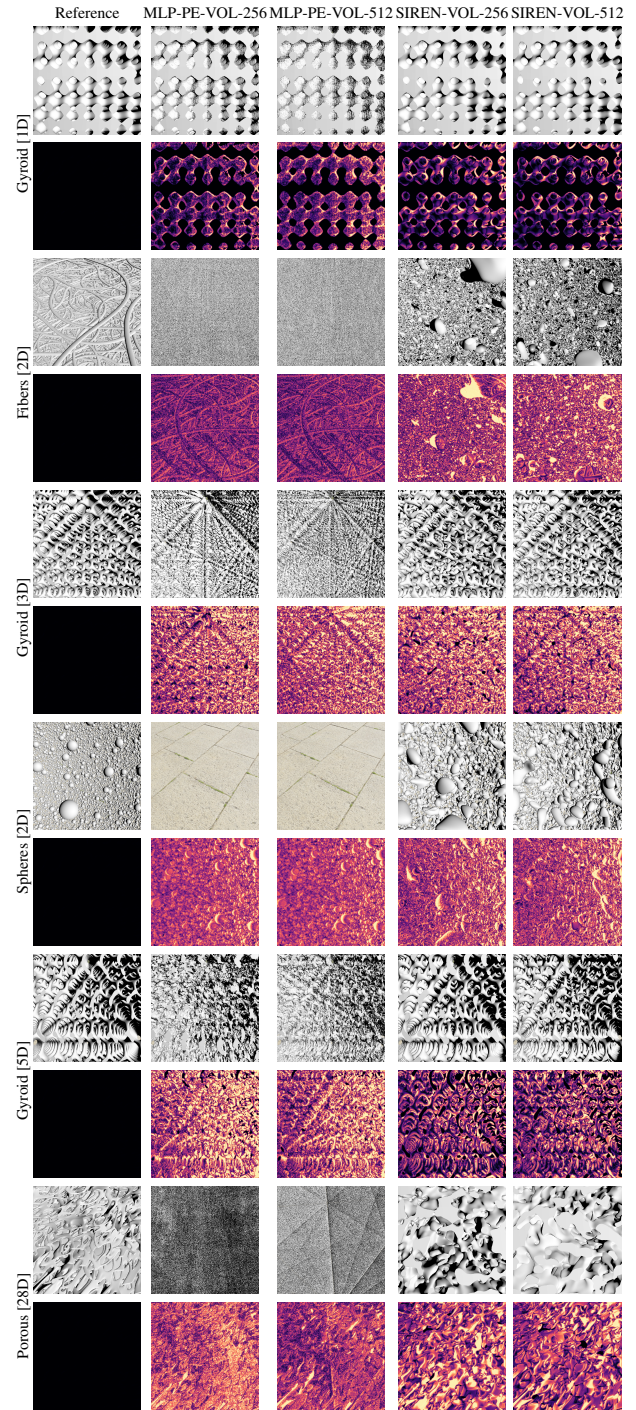 Reference MLP-PE-VOL-256 MLP-PE-VOL-512 SIREN-VOL-256 SIREN-VOL-512
Gyroid [1D]
Fibers [2D]
Gyroid [3D]
Spheres [2D]
Gyroid [5D]
Porous [28D]